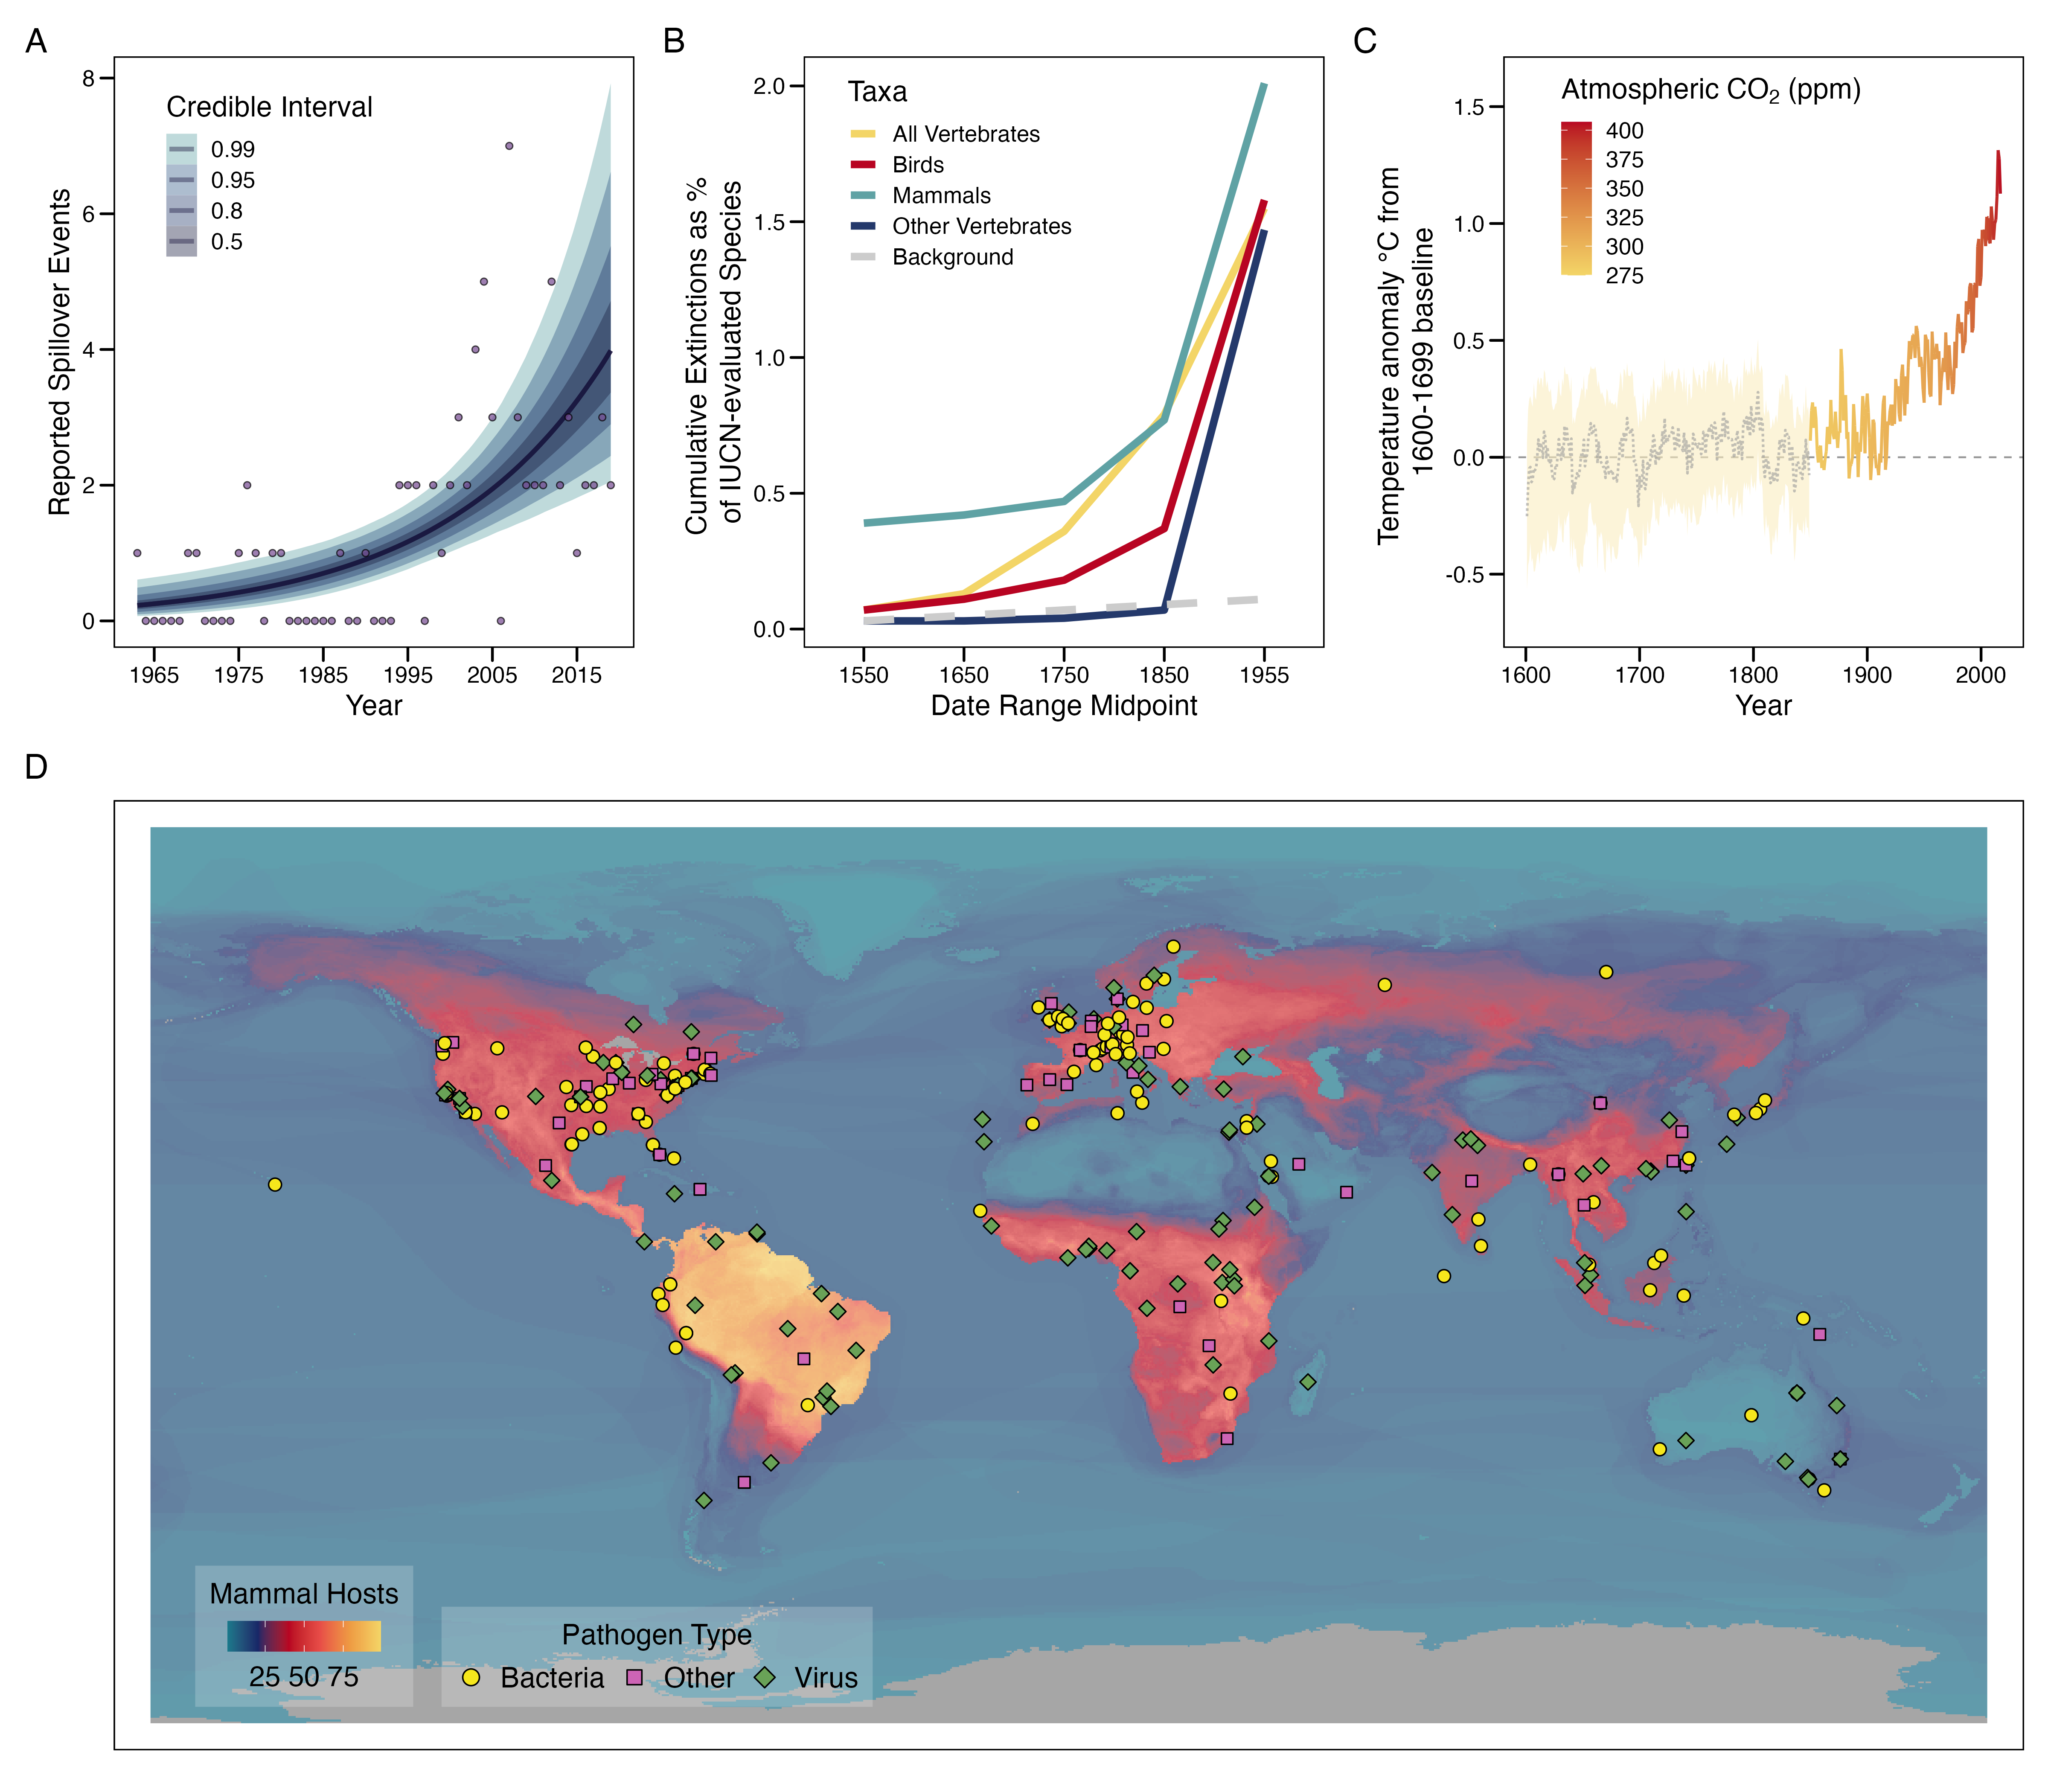 A
Reported Spillover Events
8
6
4
2
0
Credible Interval
0.99
0.95
0.8
0.5
1965 1975 1985 1995 2005 2015
Year
B
Cumulative Extinctions as %
of IUCN-evaluated Species
2.0
1.5
1.0
0.5
0.0
Taxa
All Vertebrates
Birds
Mammals
Other Vertebrates
Background
1550 1650 1750 1850 1955
Date Range Midpoint
C
Temperature anomaly °C from
1600-1699 baseline
1.5
1.0
0.5
0.0
-0.5
Atmospheric CO₂ (ppm)
400
375
350
325
300
275
1600 1700 1800 1900 2000
Year
D
Mammal Hosts
25 50 75
Pathogen Type
Bacteria Other Virus